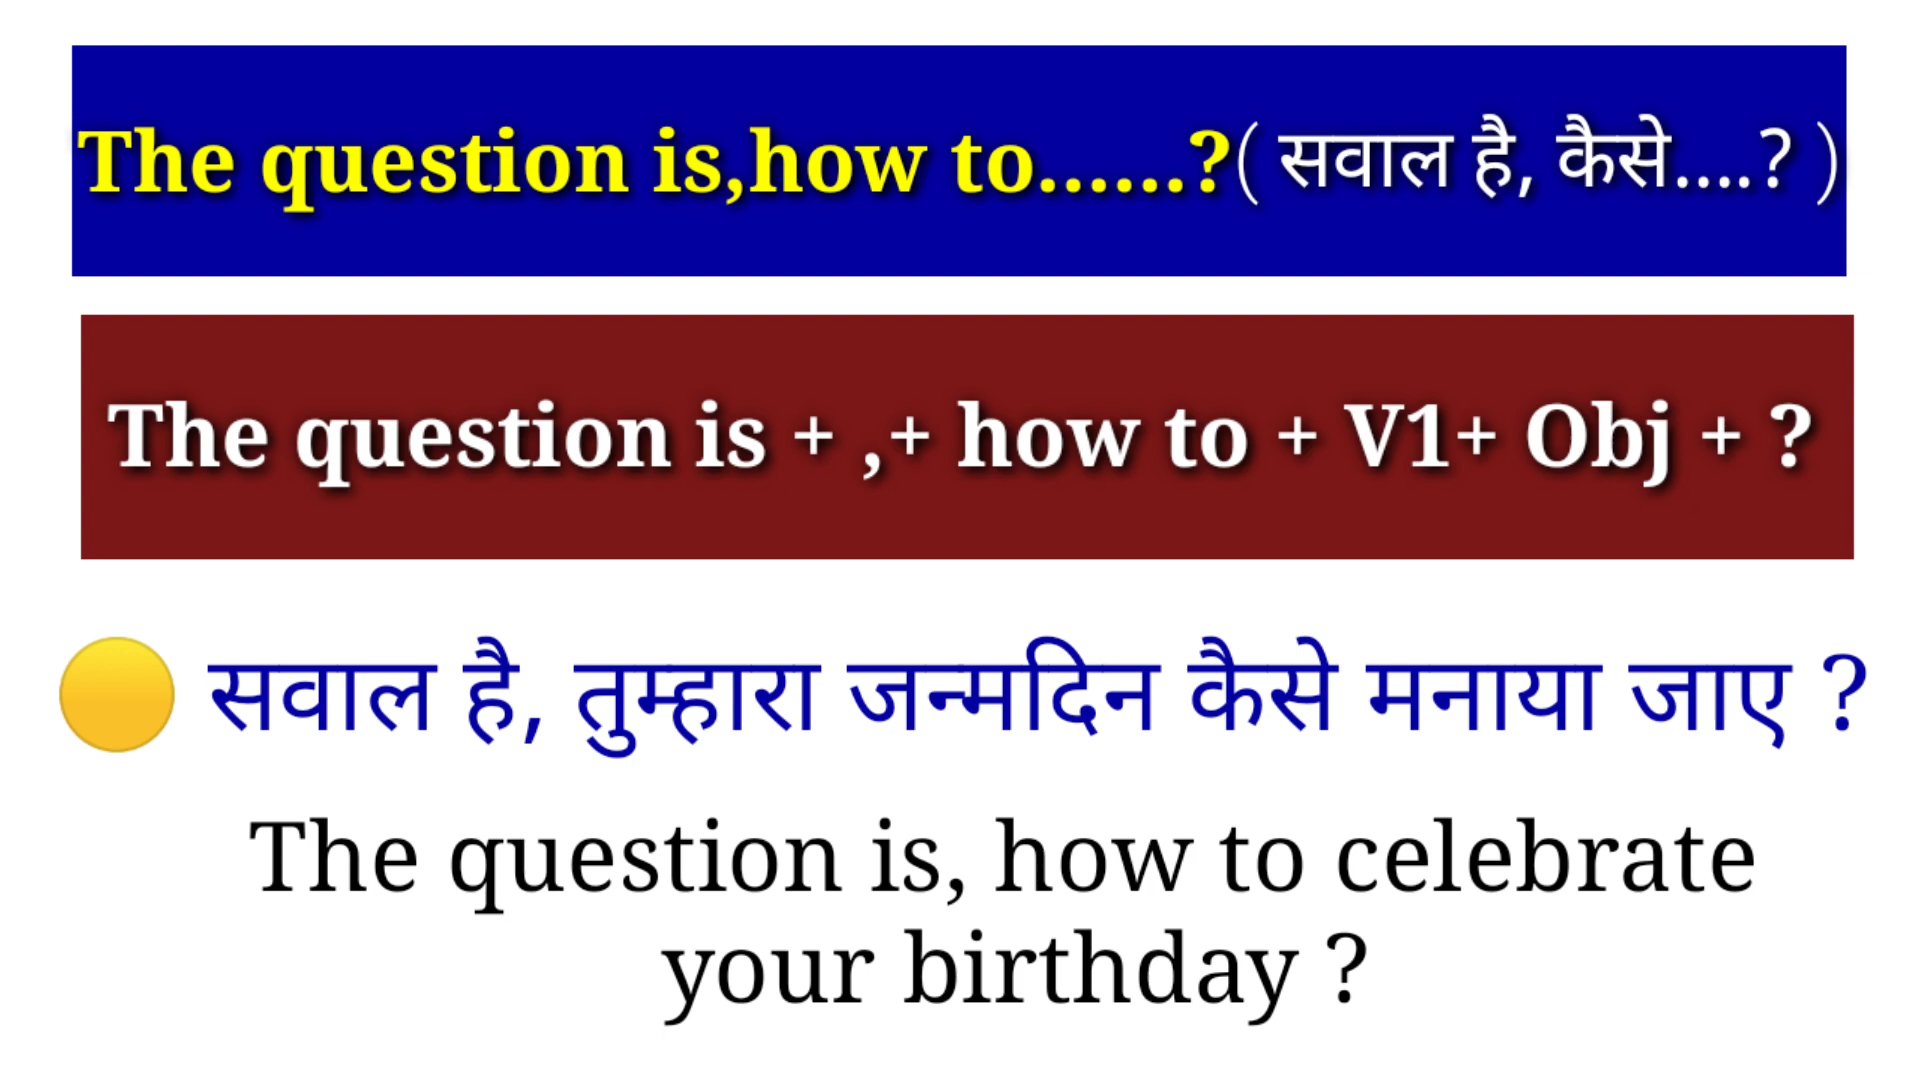 The question is,how to......?( सवाल है, कैसे....? )
The question is + ,+ how to + V1+ Obj + ?
सवाल है, तुम्हारा जन्मदिन कैसे मनाया जाए ?
The question is, how to celebrate
your birthday ?